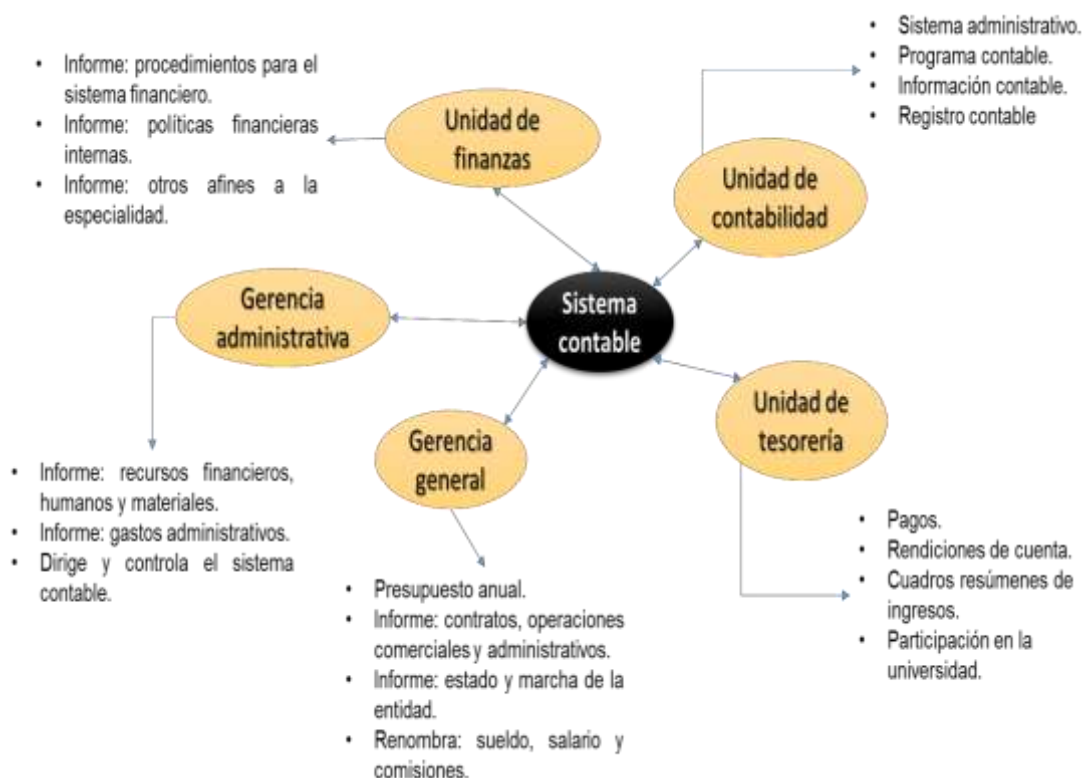 • Informe: procedimientos para el
sistema financiero.
• Informe: políticas financieras
internas.
• Informe: otros afines a la
especialidad.
Unidad de
finanzas
• Sistema administrativo.
• Programa contable.
• Información contable.
• Registro contable
Unidad de
contabilidad
Gerencia
administrativa
Sistema
contable
Unidad de
tesorería
Gerencia
general
• Informe: recursos financieros,
humanos y materiales.
• Informe: gastos administrativos.
• Dirige y controla el sistema
contable.
• Presupuesto anual.
• Informe: contratos, operaciones
comerciales y administrativos.
• Informe: estado y marcha de la
entidad.
• Renombra: sueldo, salario y
comisiones.
• Pagos.
• Rendiciones de cuenta.
• Cuadros resúmenes de
ingresos.
• Participación en la
universidad.